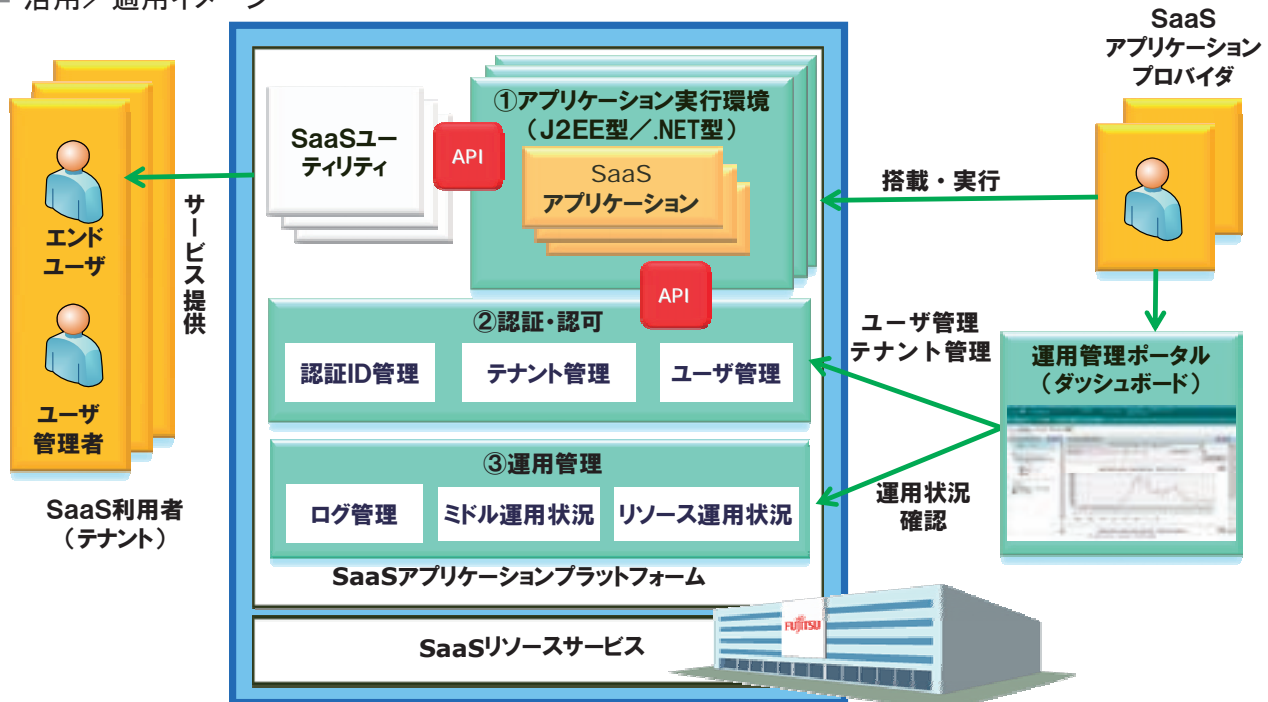 活用／適用イメージ
SaaS
アプリケーション
プロバイダ
①アプリケーション実行環境
（J2EE型／.NET型）
SaaSユー
ティリティ
API
SaaS
アプリケーション
搭載・実行
サービス提供
エンド
ユーザ
API
②認証・認可
認証ID管理
テナント管理
ユーザ管理
ユーザ管理
テナント管理
運用管理ポータル
（ダッシュボード）
ユーザ
管理者
③運用管理
ログ管理
ミドル運用状況
リソース運用状況
運用状況
確認
SaaS利用者
（テナント）
SaaSアプリケーションプラットフォーム
FUJITSU
SaaSリソースサービス